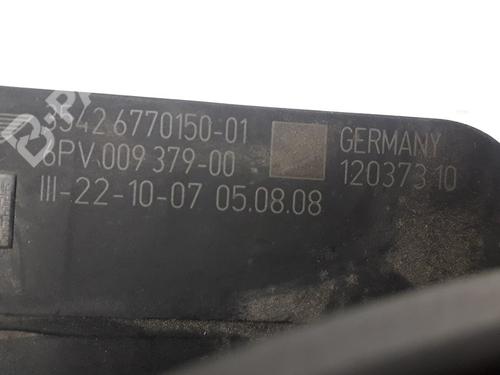 3542 6770150-01
6PV 009 379-00
III-22-10-07 05.08.08
GERMANY
12037310